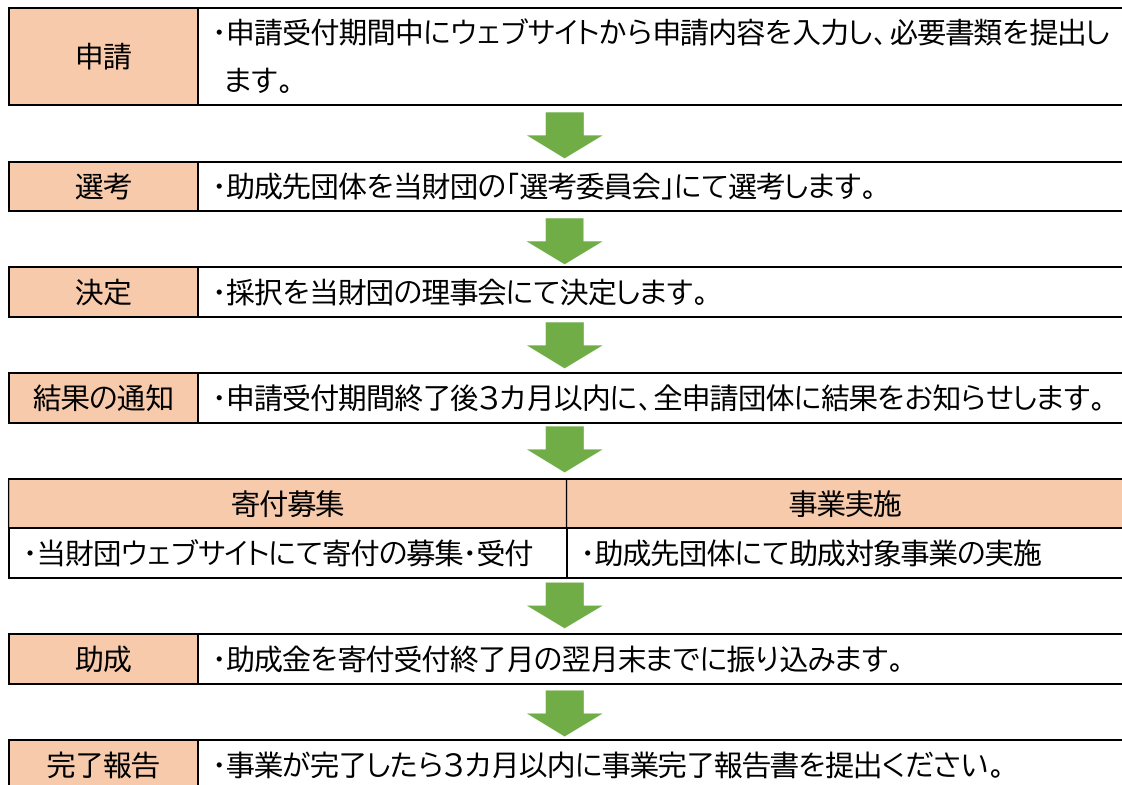 申請
・申請受付期間中にウェブサイトから申請内容を入力し、必要書類を提出し
ます。
選考
・助成先団体を当財団の「選考委員会」にて選考します。
決定
・採択を当財団の理事会にて決定します。
結果の通知
・申請受付期間終了後3カ月以内に、全申請団体に結果をお知らせします。
寄付募集
事業実施
・当財団ウェブサイトにて寄付の募集・受付
・助成先団体にて助成対象事業の実施
助成
・助成金を寄付受付終了月の翌月末までに振り込みます。
完了報告
・事業が完了したら3カ月以内に事業完了報告書を提出ください。